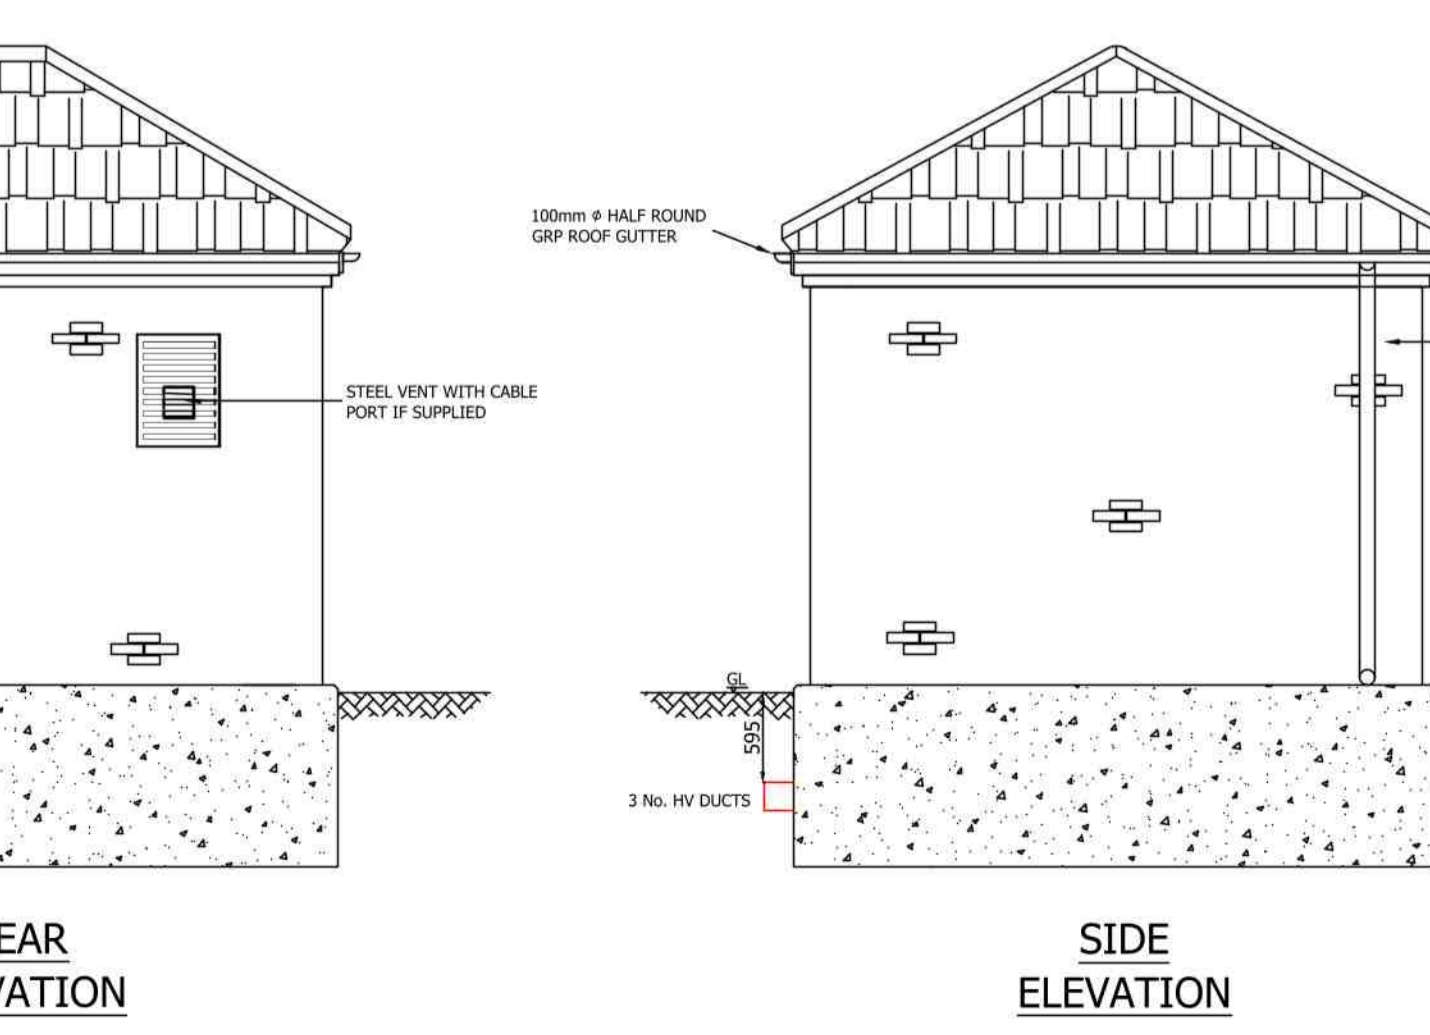 100mm ϕ HALF ROUND
GRP ROOF GUTTER
STEEL VENT WITH CABLE
PORT IF SUPPLIED
GL
595
3 No. HV DUCTS
EAR
VATION
SIDE
ELEVATION